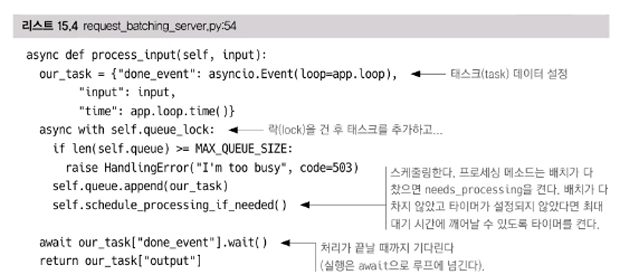 리스트 15.4 request_batching_server.py:54
async def process_input(self, input):
our_task = {"done_event": asyncio.Event(loop=app.loop), 태스크(task) 데이터 설정
"input": input,
"time": app.loop.time()}
async with self.queue_lock: 락(lock)을 건 후 태스크를 추가하고...
if len(self.queue) >= MAX_QUEUE_SIZE:
raise HandlingError("I'm too busy", code=503)
self.queue.append(our_task)
self.schedule_processing_if_needed()
스케줄링한다. 프로세싱 메소드는 배치가 다
찼으면 needs_processing을 켠다. 배치가 다
차지 않았고 타이머가 설정되지 않았다면 최대
대기 시간에 깨어날 수 있도록 타이머를 켠다.
await our_task["done_event"].wait()
return our_task["output"]
처리가 끝날 때까지 기다린다
(실행은 await으로 루프에 넘긴다).